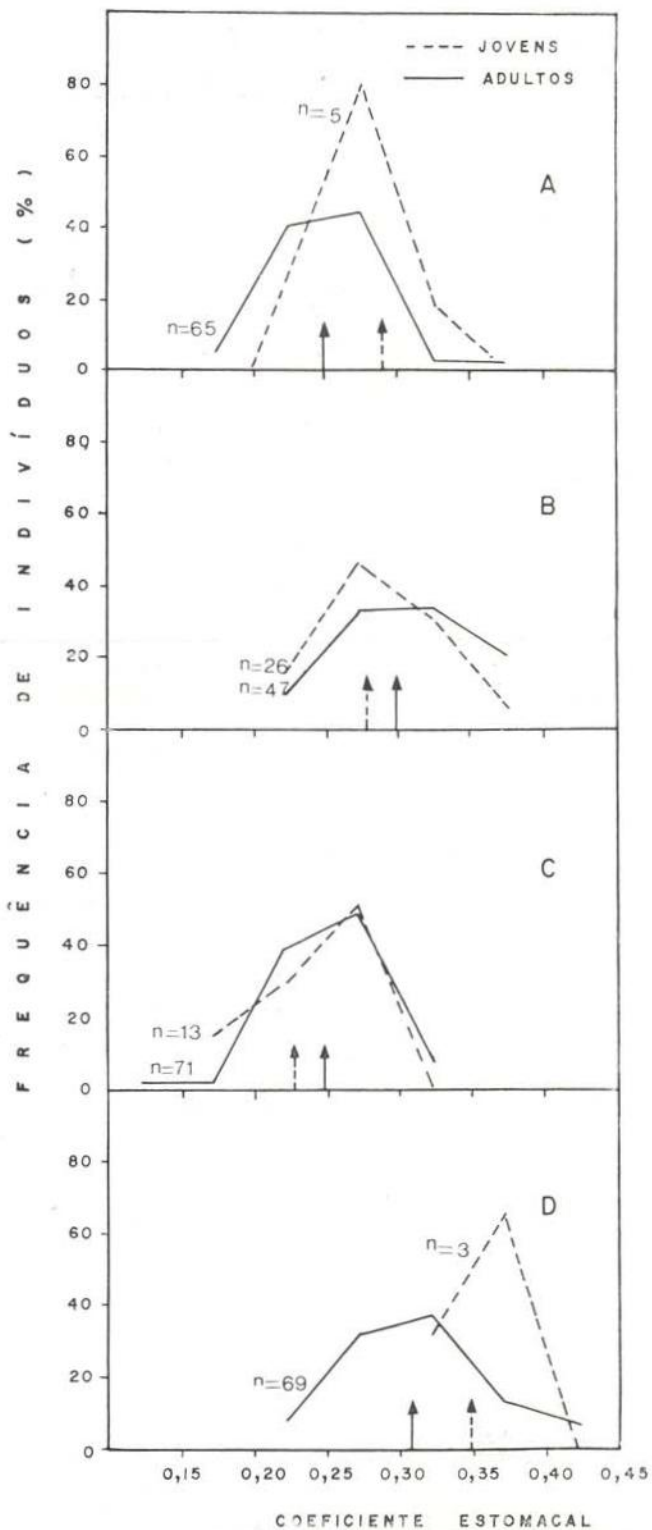 JOVENS
ADULTOS
80
60
40
20
0
n=5
n=65
A
80
60
40
20
0
n=26
n=47
B
80
60
40
20
0
n=13
n=71
C
80
60
40
20
0
n=3
n=69
D
0,15 0,20 0,25 0,30 0,35 0,40 0,45
COEFICIENTE ESTOMACAL
FREQUÊNCIA DE INDIVÍDUOS (%)